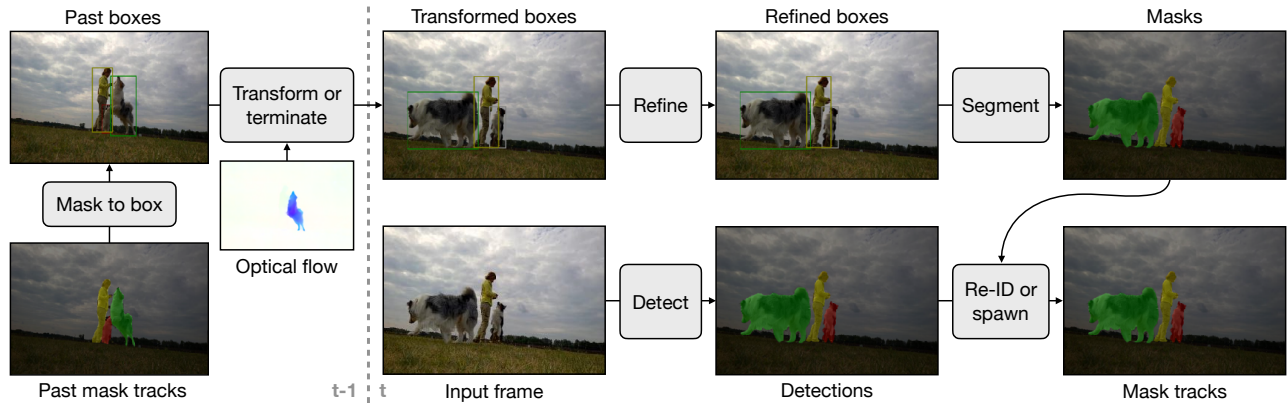 Past boxes
Transformed boxes
Refined boxes
Masks
Transform or
terminate
Refine
Segment
Mask to box
Optical flow
Detect
Re-ID or
spawn
Past mask tracks
t-1
t
Input frame
Detections
Mask tracks